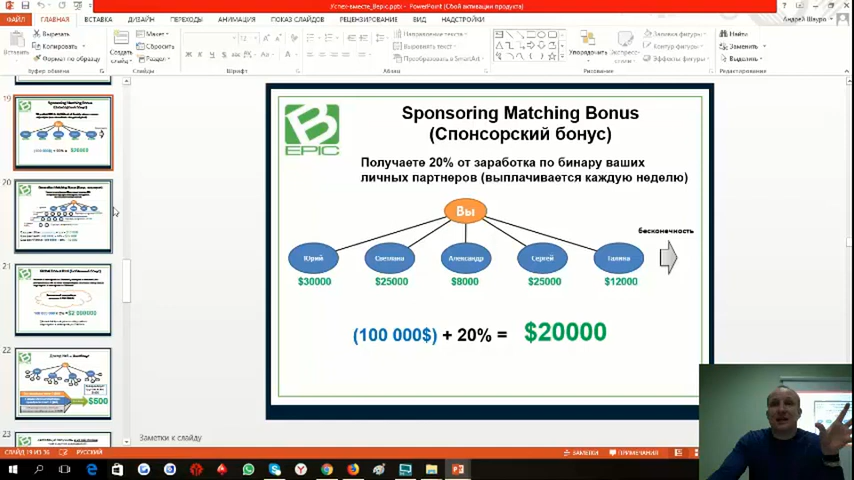 Успех-вместе_Bepic.pptx - PowerPoint (Сбой активации продукта)
ФАЙЛ ГЛАВНАЯ ВСТАВКА ДИЗАЙН ПЕРЕХОДЫ АНИМАЦИЯ ПОКАЗ СЛАЙДОВ РЕЦЕНЗИРОВАНИЕ ВИД НАДСТРОЙКИ
Андрей Шауро
Вставить
Вырезать
Копировать
Формат по образцу
Буфер обмена
Создать слайд
Макет
Сбросить
Раздел
Слайды
Шрифт
Абзац
Направление текста
Преобразовать в SmartArt
Упорядочить
Экспресс-стили
Заливка фигуры
Контур фигуры
Эффекты фигуры
Рисование
Найти
Заменить
Выделить
Редактирование
19
20
21
22
$500
23
B
EPIC
Sponsoring Matching Bonus
(Спонсорский бонус)
Получаете 20% от заработка по бинару ваших
личных партнеров (выплачивается каждую неделю)
Вы
бесконечность
Юрий Светлана Александр Сергей Галина
$30000 $25000 $8000 $25000 $12000
(100 000$) + 20% = $20000
Заметки к слайду
СЛАЙД 19 ИЗ 36 РУССКИЙ ЗАМЕТКИ ПРИМЕЧАНИЯ